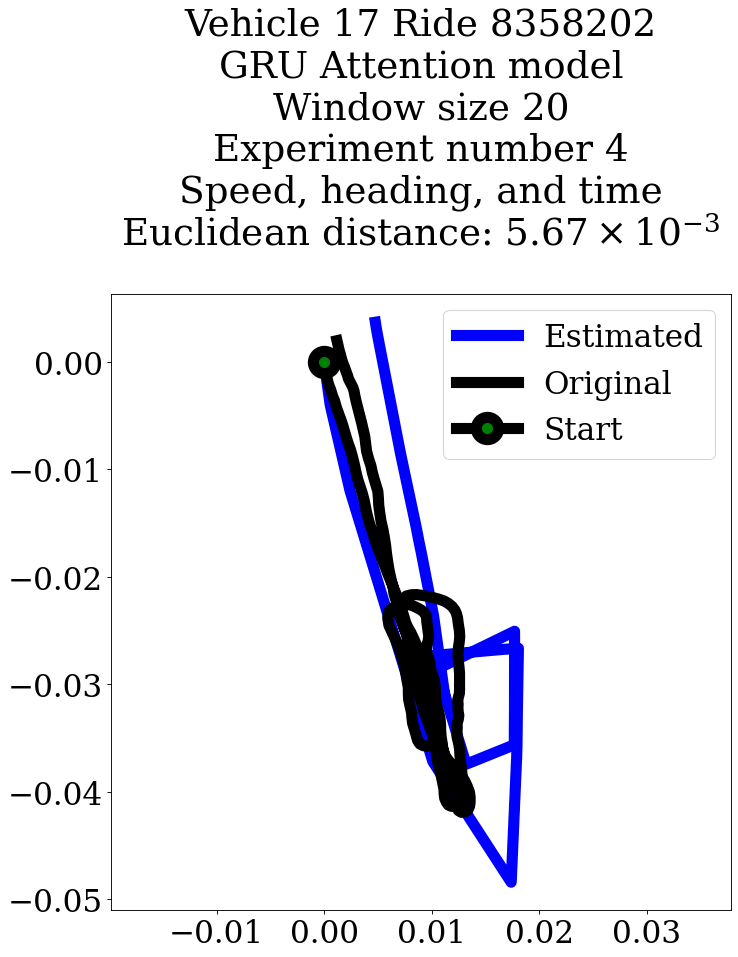 Vehicle 17 Ride 8358202
GRU Attention model
Window size 20
Experiment number 4
Speed, heading, and time
Euclidean distance: 5.67 × 10⁻³
Estimated
Original
Start
0.00
−0.01
−0.02
−0.03
−0.04
−0.05
−0.01 0.00 0.01 0.02 0.03